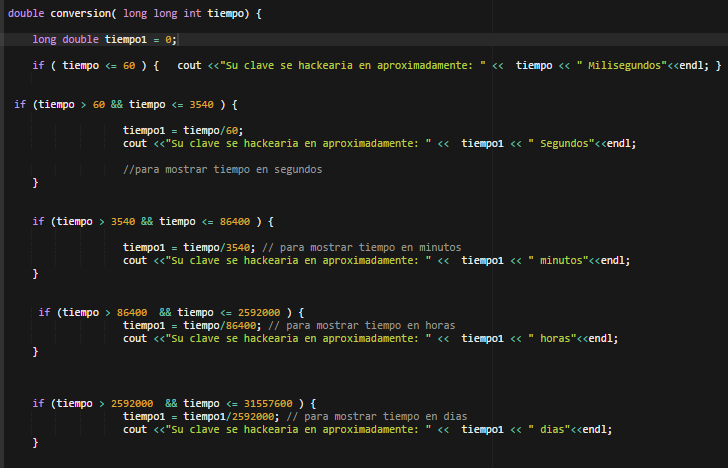 double conversion( long long int tiempo) {
long double tiempo1 = 0;
if ( tiempo <= 60 ) {   cout <<"Su clave se hackearia en aproximadamente: " <<  tiempo << " Milisegundos"<<endl; }
if (tiempo > 60 && tiempo <= 3540 ) {
tiempo1 = tiempo/60;
cout <<"Su clave se hackearia en aproximadamente: " <<  tiempo1 << " Segundos"<<endl;
//para mostrar tiempo en segundos
}
if (tiempo > 3540 && tiempo <= 86400 ) {
tiempo1 = tiempo/3540; // para mostrar tiempo en minutos
cout <<"Su clave se hackearia en aproximadamente: " <<  tiempo1 << " minutos"<<endl;
}
if (tiempo > 86400  && tiempo <= 2592000 ) {
tiempo1 = tiempo/86400; // para mostrar tiempo en horas
cout <<"Su clave se hackearia en aproximadamente: " <<  tiempo1 << " horas"<<endl;
}
if (tiempo > 2592000  && tiempo <= 31557600 ) {
tiempo1 = tiempo1/2592000; // para mostrar tiempo en dias
cout <<"Su clave se hackearia en aproximadamente: " <<  tiempo1 << " dias"<<endl;
}